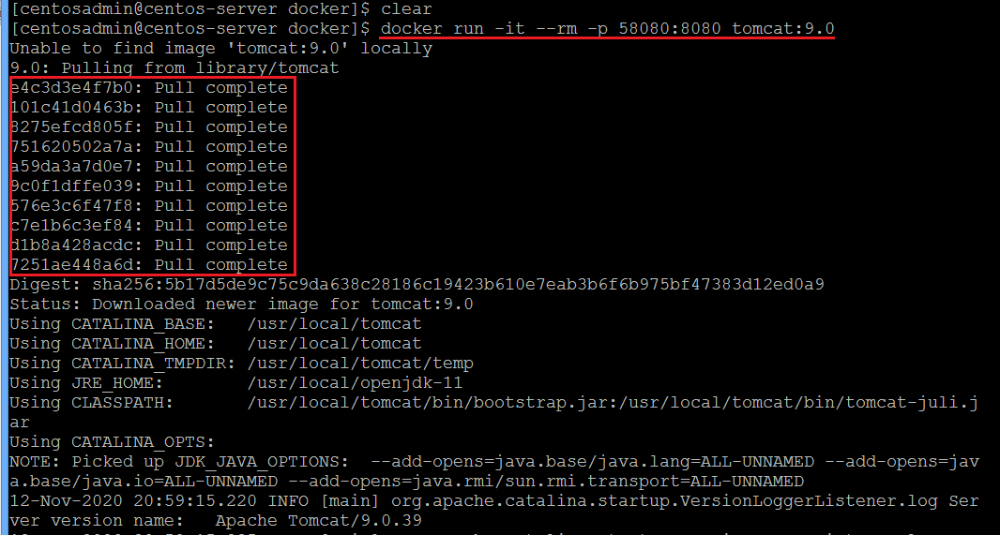 [centosadmin@centos-server docker]$ clear
[centosadmin@centos-server docker]$ docker run -it --rm -p 58080:8080 tomcat:9.0
Unable to find image 'tomcat:9.0' locally
9.0: Pulling from library/tomcat
e4c3d3e4f7b0: Pull complete
101c41d0463b: Pull complete
8275efcd805f: Pull complete
751620502a7a: Pull complete
a59da3a7d0e7: Pull complete
9c0f1dffe039: Pull complete
576e3c6f47f8: Pull complete
c7e1b6c3ef84: Pull complete
d1b8a428acdc: Pull complete
7251ae448a6d: Pull complete
Digest: sha256:5b17d5de9c75c9da638c28186c19423b610e7eab3b6f6b975bf47383d12ed0a9
Status: Downloaded newer image for tomcat:9.0
Using CATALINA_BASE:   /usr/local/tomcat
Using CATALINA_HOME:   /usr/local/tomcat
Using CATALINA_TMPDIR: /usr/local/tomcat/temp
Using JRE_HOME:        /usr/local/openjdk-11
Using CLASSPATH:       /usr/local/tomcat/bin/bootstrap.jar:/usr/local/tomcat/bin/tomcat-juli.j
ar
Using CATALINA_OPTS:
NOTE: Picked up JDK_JAVA_OPTIONS:  --add-opens=java.base/java.lang=ALL-UNNAMED --add-opens=jav
a.base/java.io=ALL-UNNAMED --add-opens=java.rmi/sun.rmi.transport=ALL-UNNAMED
12-Nov-2020 20:59:15.220 INFO [main] org.apache.catalina.startup.VersionLoggerListener.log Ser
ver version name:   Apache Tomcat/9.0.39